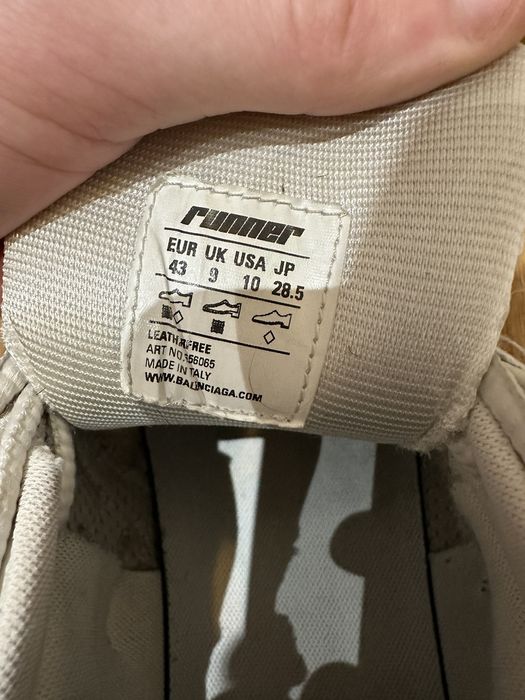 runner
EUR UK USA JP
43 9 10 28.5
LEATHERFREE
ART NO.656065
MADE IN ITALY
WWW.BALENCIAGA.COM